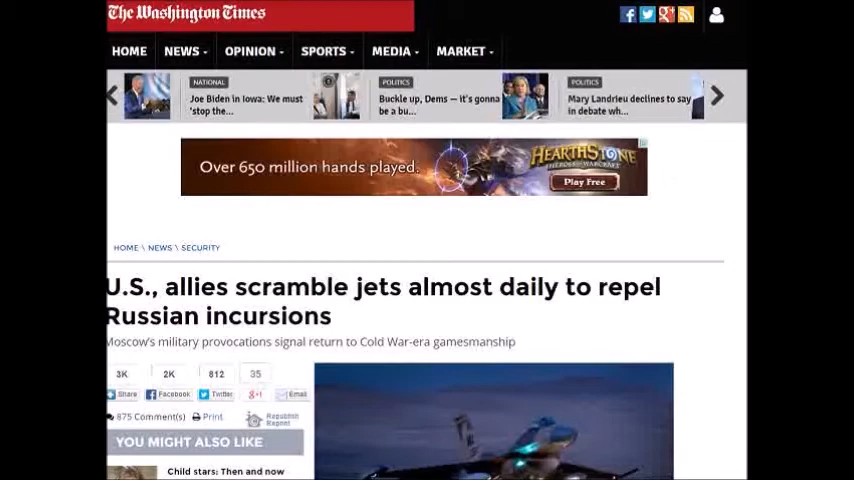 The Washington Times
HOME NEWS OPINION SPORTS MEDIA MARKET
NATIONAL
Joe Biden in Iowa: We must
'stop the...
POLITICS
Buckle up, Dems — it's gonna
be a bu...
POLITICS
Mary Landrieu declines to say
in debate wh...
Over 650 million hands played.
HEARTHSTONE
HEROES OF WARCRAFT
Play Free
HOME \ NEWS \ SECURITY
U.S., allies scramble jets almost daily to repel
Russian incursions
Moscow's military provocations signal return to Cold War-era gamesmanship
3K 2K 812 35
Share Facebook Twitter g+1 Email
875 Comment(s) Print Republish
Reprint
YOU MIGHT ALSO LIKE
Child stars: Then and now